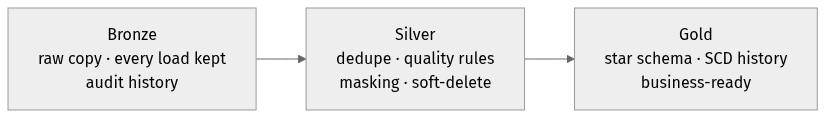 Bronze
raw copy · every load kept
audit history
Silver
dedupe · quality rules
masking · soft-delete
Gold
star schema · SCD history
business-ready